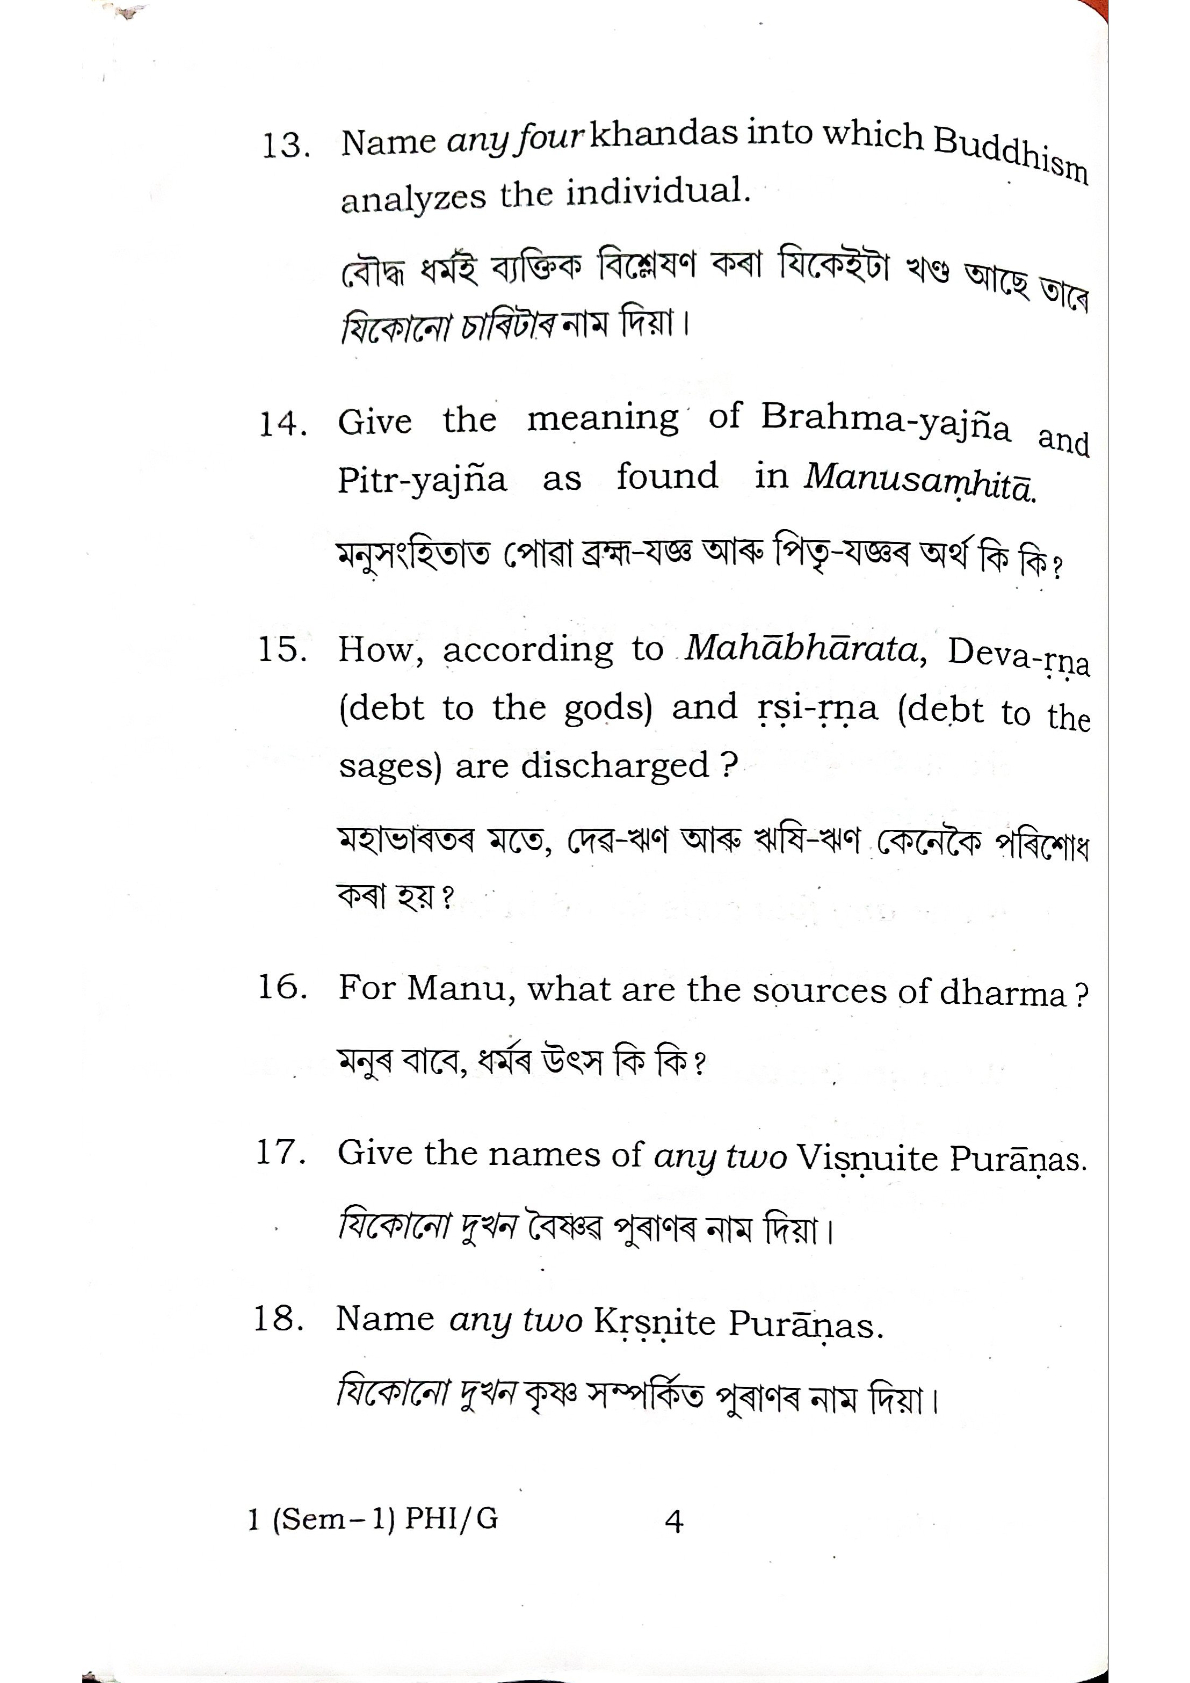 13. Name any four khandas into which Buddhism
analyzes the individual.
বৌদ্ধ ধৰ্মই ব্যক্তিক বিশ্লেষণ কৰা যিকেইটা খণ্ড আছে তাৰে
যিকোনো চাৰিটাৰ নাম দিয়া।
14. Give the meaning of Brahma-yajña and
Pitr-yajña as found in Manusaṃhitā.
মনুসংহিতাত পোৱা ব্ৰহ্ম-যজ্ঞ আৰু পিতৃ-যজ্ঞৰ অৰ্থ কি কি?
15. How, according to Mahābhārata, Deva-ṛṇa
(debt to the gods) and ṛṣi-ṛṇa (debt to the
sages) are discharged ?
মহাভাৰতৰ মতে, দেৱ-ঋণ আৰু ঋষি-ঋণ কেনেকৈ পৰিশোধ
কৰা হয়?
16. For Manu, what are the sources of dharma ?
মনুৰ বাবে, ধৰ্মৰ উৎস কি কি?
17. Give the names of any two Viṣṇuite Purāṇas.
যিকোনো দুখন বৈষ্ণৱ পুৰাণৰ নাম দিয়া।
18. Name any two Kṛṣṇite Purāṇas.
যিকোনো দুখন কৃষ্ণ সম্পৰ্কিত পুৰাণৰ নাম দিয়া।
1 (Sem–1) PHI/G 4